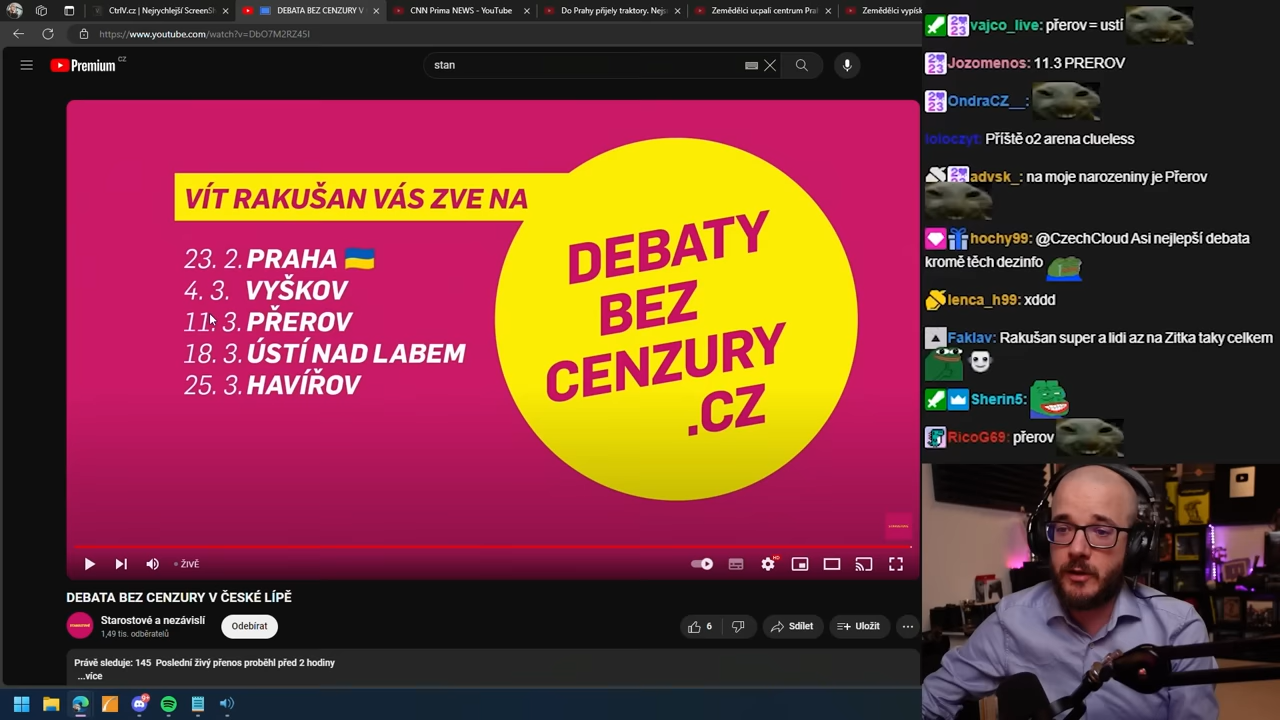 CtrlV.cz | Nejrychlejší ScreenSh
DEBATA BEZ CENZURY V
CNN Prima NEWS - YouTube
Do Prahy přijely traktory. Nejs
Zemědělci ucpali centrum Pral
Zemědělci vypísk
https://www.youtube.com/watch?v=DbO7M2RZ45I
Premium CZ
stan
VÍT RAKUŠAN VÁS ZVE NA
23. 2. PRAHA
4. 3. VYŠKOV
11. 3. PŘEROV
18. 3. ÚSTÍ NAD LABEM
25. 3. HAVÍŘOV
DEBATY
BEZ
CENZURY
.CZ
ŽIVĚ
HD
DEBATA BEZ CENZURY V ČESKÉ LÍPĚ
Starostové a nezávislí
1,49 tis. odběratelů
Odebírat
6
Sdílet
Uložit
Právě sleduje: 145 Poslední živý přenos proběhl před 2 hodiny
...více
vajco_live: přerov = ustí
Jozomenos: 11.3 PREROV
OndraCZ__:
loloczyt: Příště o2 arena clueless
advsk_: na moje narozeniny je Přerov
hochy99: @CzechCloud Asi nejlepší debata
kromě těch dezinfo
lenca_h99: xddd
Faklav: Rakušan super a lidi az na Zitka taky celkem
Sherin5:
RicoG69: přerov